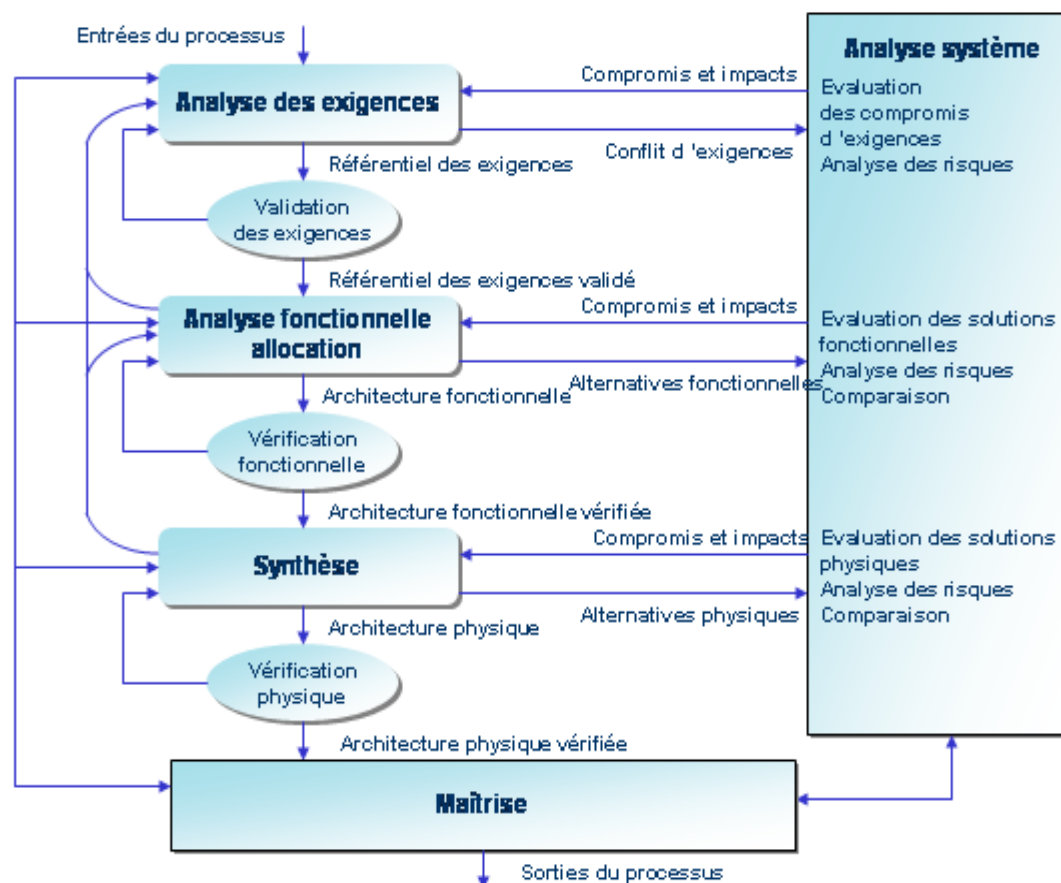 Entrées du processus
Analyse système
Compromis et impacts
Analyse des exigences
Evaluation
des compromis
d 'exigences
Analyse des risques
Conflit d 'exigences
Référentiel des exigences
Validation
des exigences
Référentiel des exigences validé
Compromis et impacts
Analyse fonctionnelle
allocation
Evaluation des solutions
fonctionnelles
Analyse des risques
Comparaison
Alternatives fonctionnelles
Architecture fonctionnelle
Vérification
fonctionnelle
Architecture fonctionnelle vérifiée
Compromis et impacts
Synthèse
Evaluation des solutions
physiques
Analyse des risques
Comparaison
Alternatives physiques
Architecture physique
Vérification
physique
Architecture physique vérifiée
Maîtrise
Sorties du processus